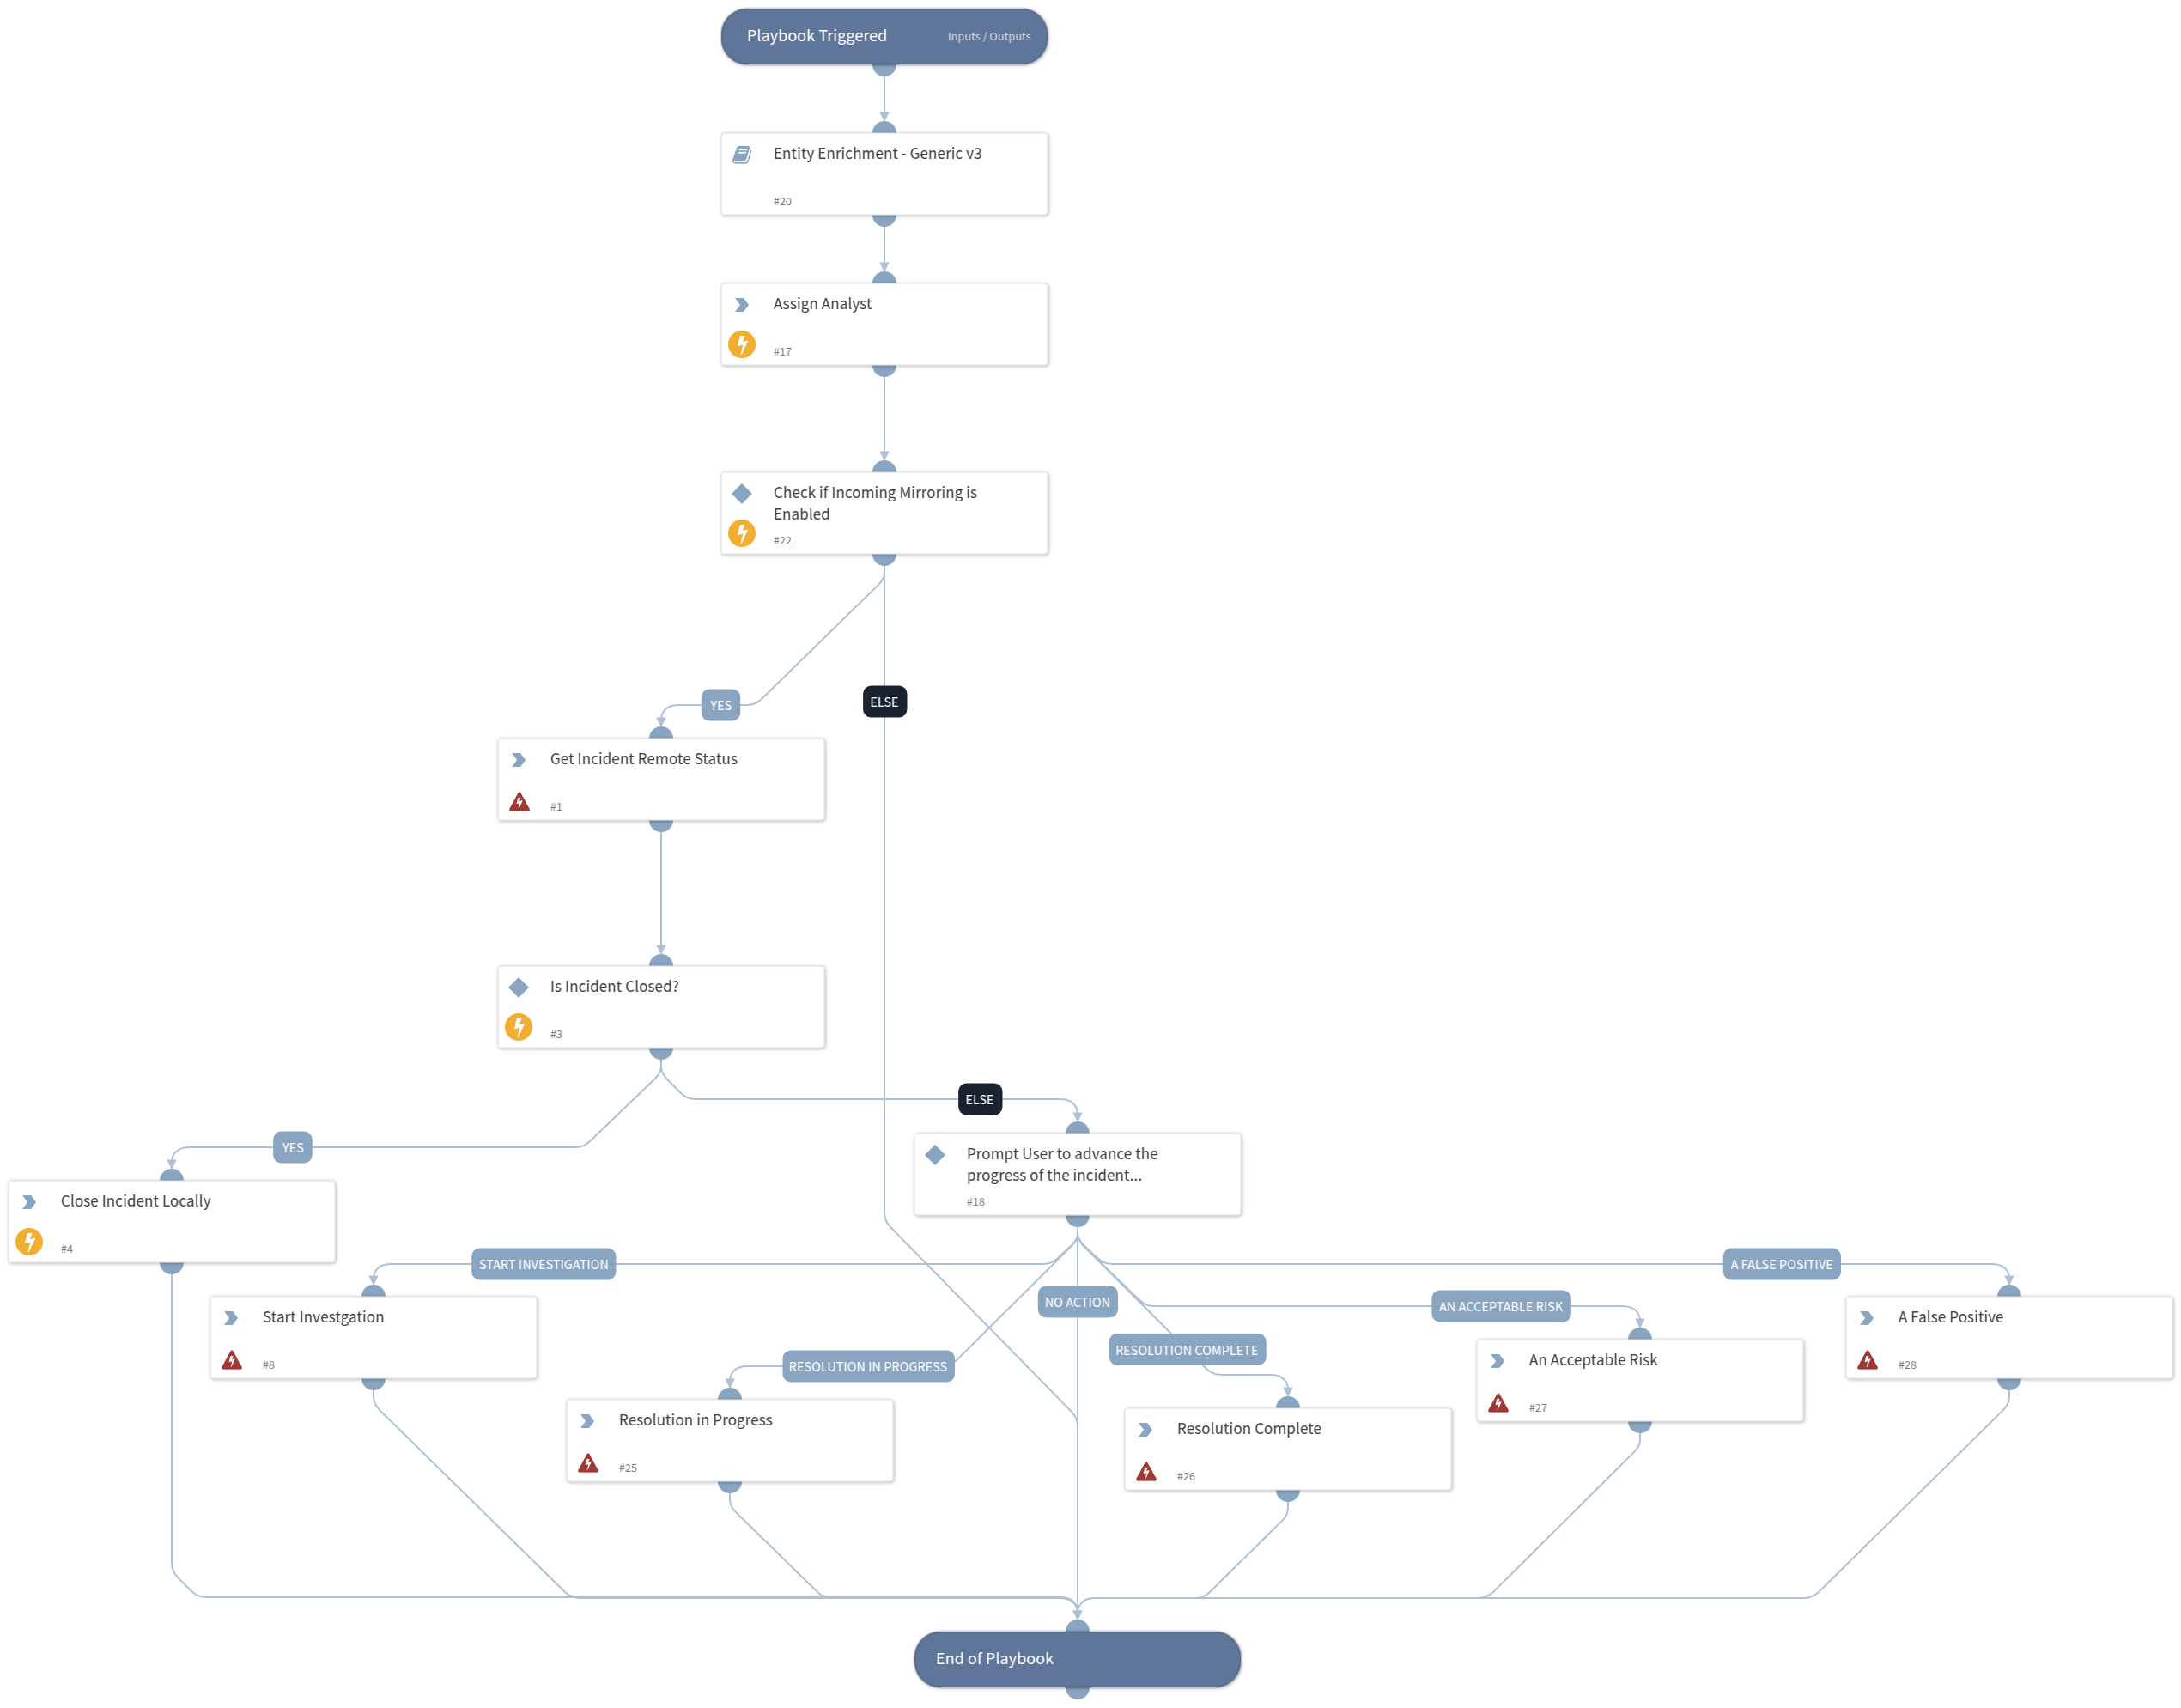 Playbook Triggered
Inputs / Outputs
Entity Enrichment - Generic v3
#20
Assign Analyst
#17
Check if Incoming Mirroring is
Enabled
#22
YES
ELSE
Get Incident Remote Status
#1
Is Incident Closed?
#3
ELSE
YES
Prompt User to advance the
progress of the incident...
#18
Close Incident Locally
#4
START INVESTIGATION
A FALSE POSITIVE
NO ACTION
AN ACCEPTABLE RISK
Start Investgation
#8
A False Positive
#28
RESOLUTION COMPLETE
RESOLUTION IN PROGRESS
An Acceptable Risk
#27
Resolution in Progress
#25
Resolution Complete
#26
End of Playbook